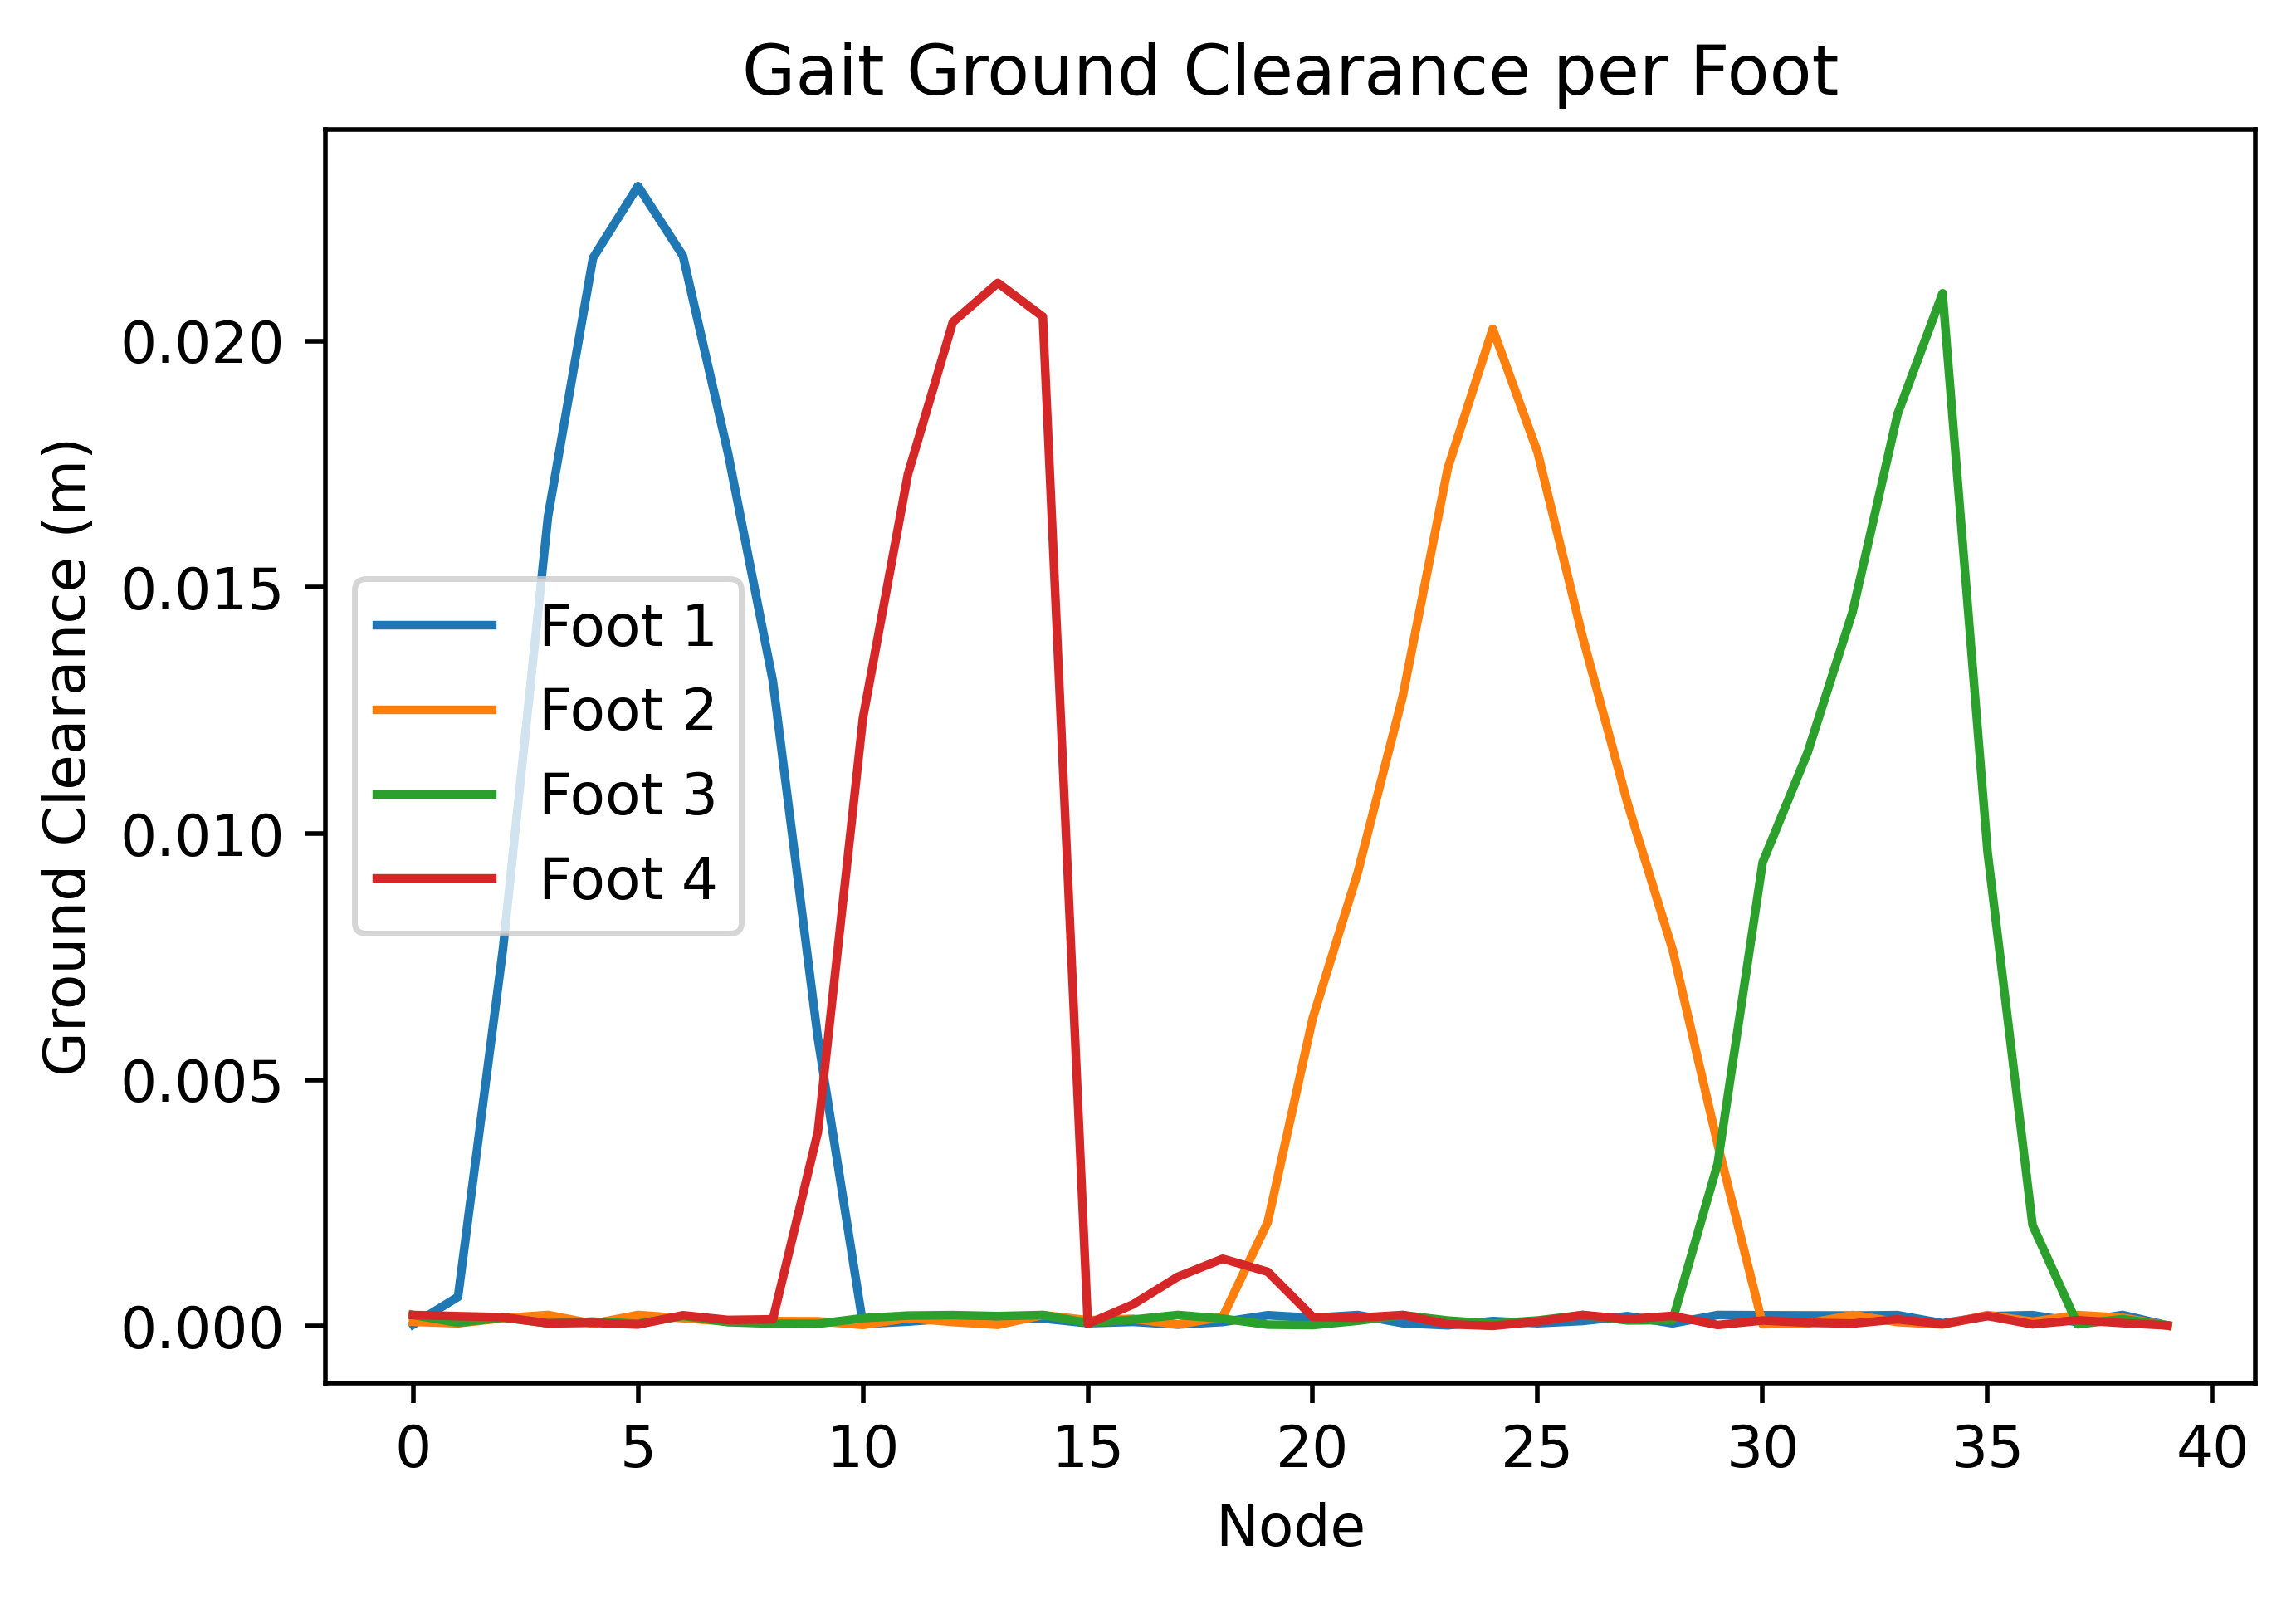 Gait Ground Clearance per Foot
Ground Clearance (m)
0.020
0.015
0.010
0.005
0.000
Foot 1
Foot 2
Foot 3
Foot 4
0 5 10 15 20 25 30 35 40
Node